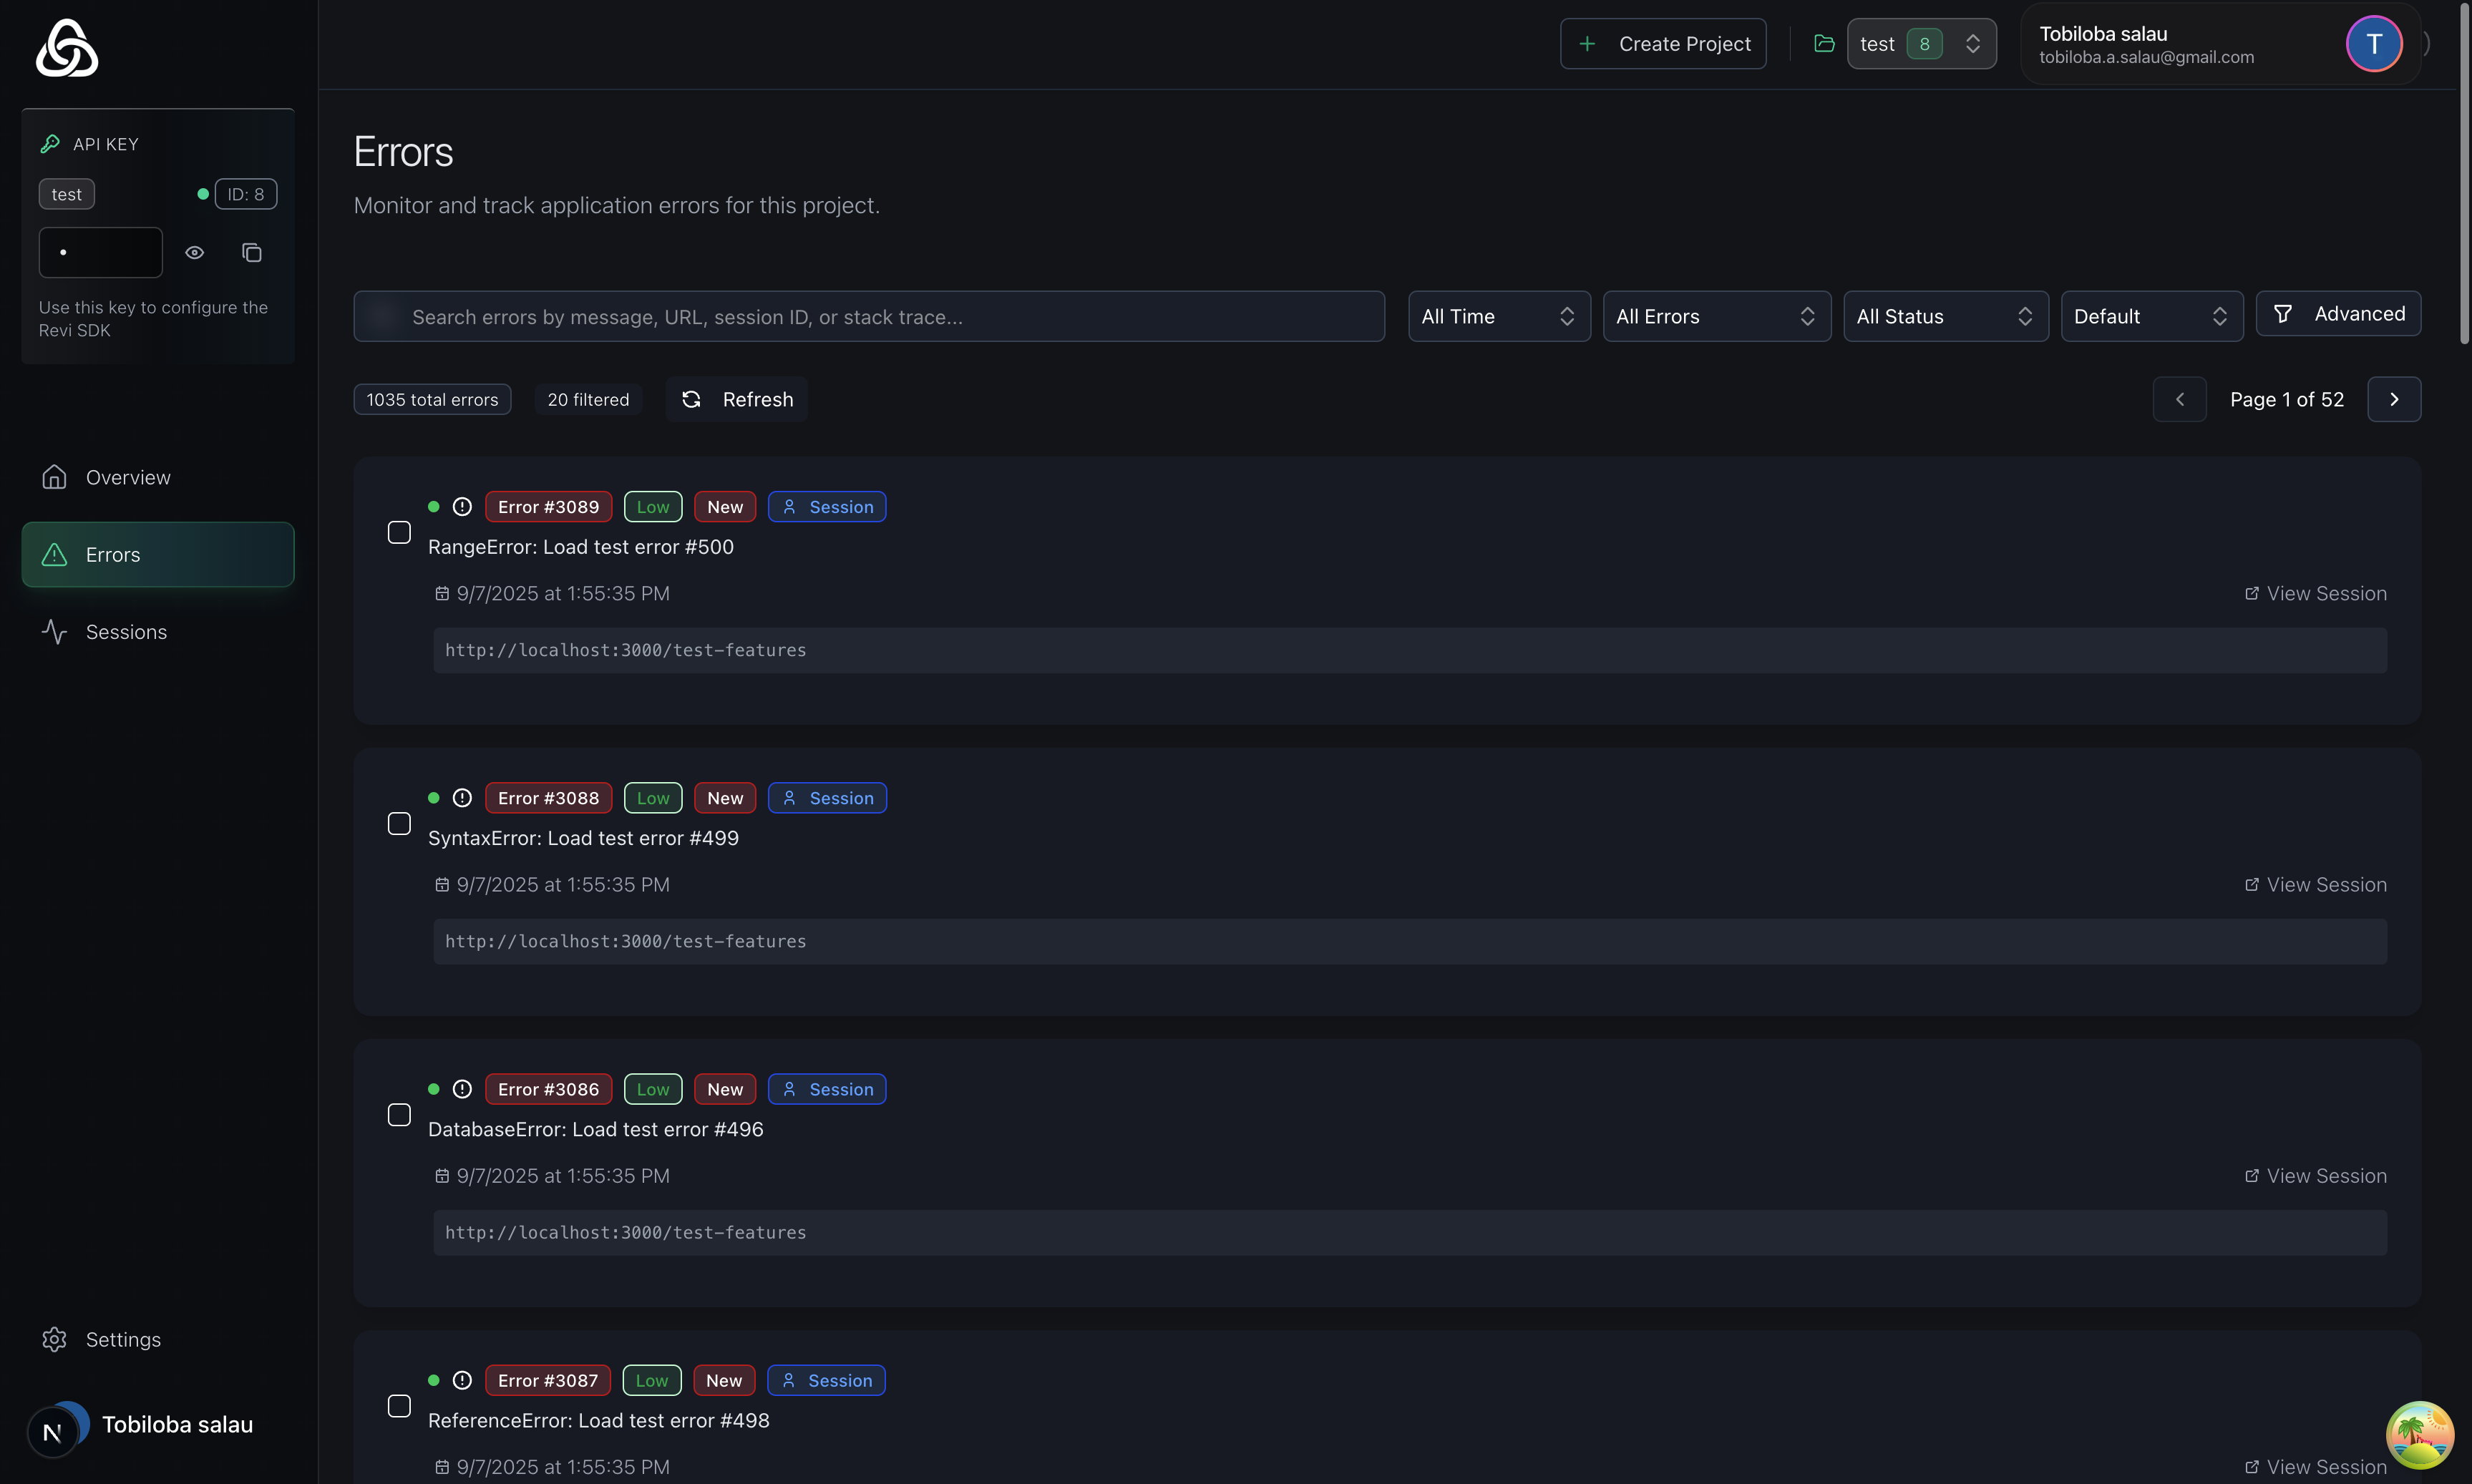 Create Project
test 8
Tobiloba salau
tobiloba.a.salau@gmail.com
T
API KEY
test
ID: 8
Use this key to configure the
Revi SDK
Overview
Errors
Sessions
Settings
N
Tobiloba salau
Errors
Monitor and track application errors for this project.
Search errors by message, URL, session ID, or stack trace...
All Time
All Errors
All Status
Default
Advanced
1035 total errors
20 filtered
Refresh
Page 1 of 52
Error #3089 Low New Session
RangeError: Load test error #500
9/7/2025 at 1:55:35 PM
View Session
http://localhost:3000/test-features
Error #3088 Low New Session
SyntaxError: Load test error #499
9/7/2025 at 1:55:35 PM
View Session
http://localhost:3000/test-features
Error #3086 Low New Session
DatabaseError: Load test error #496
9/7/2025 at 1:55:35 PM
View Session
http://localhost:3000/test-features
Error #3087 Low New Session
ReferenceError: Load test error #498
9/7/2025 at 1:55:35 PM
View Session